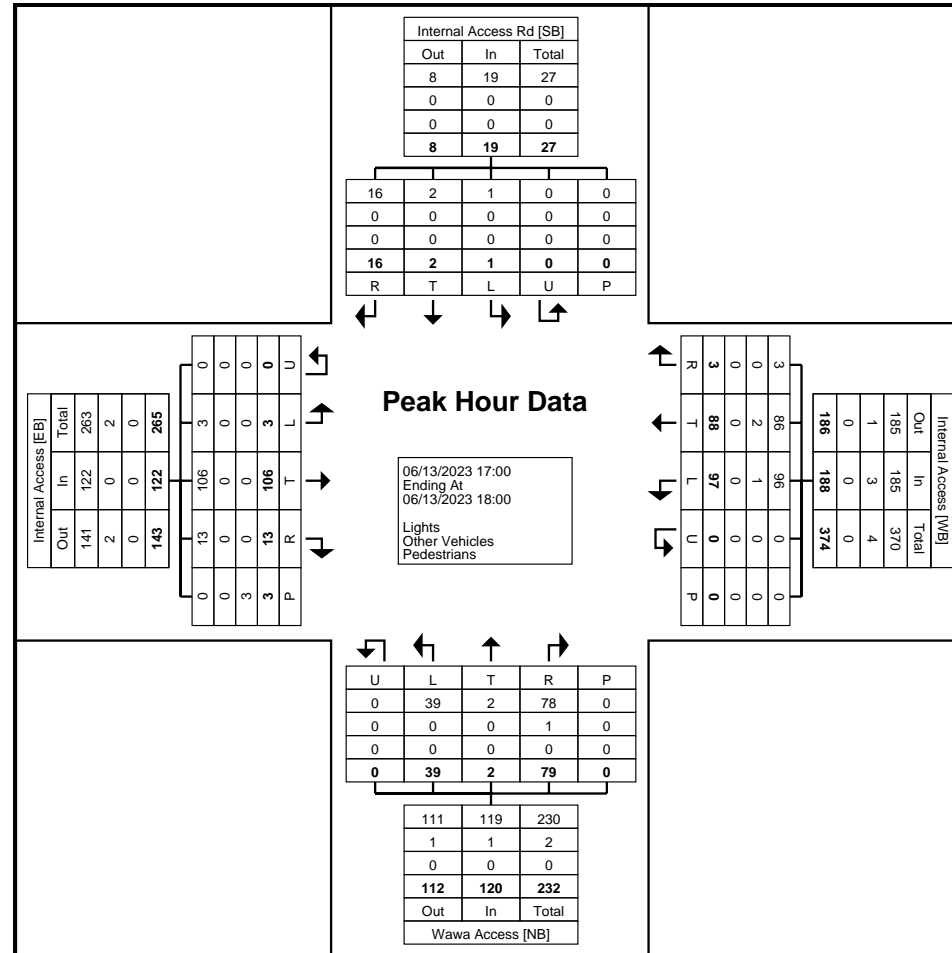 Internal Access Rd [SB]
Out In Total
8 19 27
0 0 0
0 0 0
8 19 27
16 2 1 0 0
0 0 0 0 0
0 0 0 0 0
16 2 1 0 0
R T L U P
Internal Access [EB]
Total In Out
263 122 141
2 0 2
0 0 0
265 122 143
0 3 106 13 0
0 0 0 0 0
0 0 0 0 3
0 3 106 13 3
U L T R P
Peak Hour Data
06/13/2023 17:00
Ending At
06/13/2023 18:00
Lights
Other Vehicles
Pedestrians
R T L U P
3 88 97 0 0
0 0 0 0 0
0 2 1 0 0
3 86 96 0 0
Internal Access [WB]
Out In Total
185 185 370
1 3 4
0 0 0
186 188 374
U L T R P
0 39 2 78 0
0 0 0 1 0
0 0 0 0 0
0 39 2 79 0
111 119 230
1 1 2
0 0 0
112 120 232
Out In Total
Wawa Access [NB]